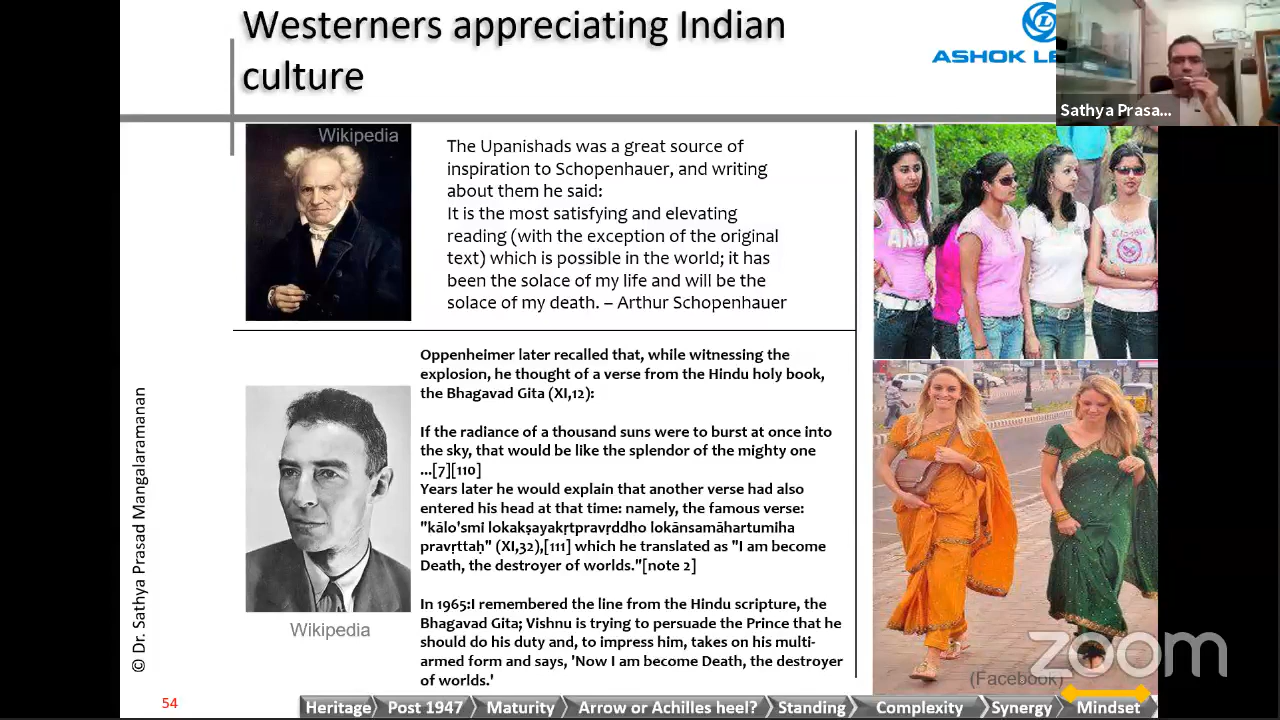 Westerners appreciating Indian
culture
ASHOK LE
Sathya Prasa...
Wikipedia
The Upanishads was a great source of
inspiration to Schopenhauer, and writing
about them he said:
It is the most satisfying and elevating
reading (with the exception of the original
text) which is possible in the world; it has
been the solace of my life and will be the
solace of my death. – Arthur Schopenhauer
Oppenheimer later recalled that, while witnessing the
explosion, he thought of a verse from the Hindu holy book,
the Bhagavad Gita (XI,12):
If the radiance of a thousand suns were to burst at once into
the sky, that would be like the splendor of the mighty one
...[7][110]
Years later he would explain that another verse had also
entered his head at that time: namely, the famous verse:
"kālo'smi lokakṣayakṛtpravṛddho lokānsamāhartumiha
pravṛttaḥ" (XI,32),[111] which he translated as "I am become
Death, the destroyer of worlds."[note 2]
In 1965:I remembered the line from the Hindu scripture, the
Bhagavad Gita; Vishnu is trying to persuade the Prince that he
should do his duty and, to impress him, takes on his multi-
armed form and says, 'Now I am become Death, the destroyer
of worlds.'
Wikipedia
© Dr. Sathya Prasad Mangalaramanan
(Facebook)
zoom
54
Heritage Post 1947 Maturity Arrow or Achilles heel? Standing Complexity Synergy Mindset